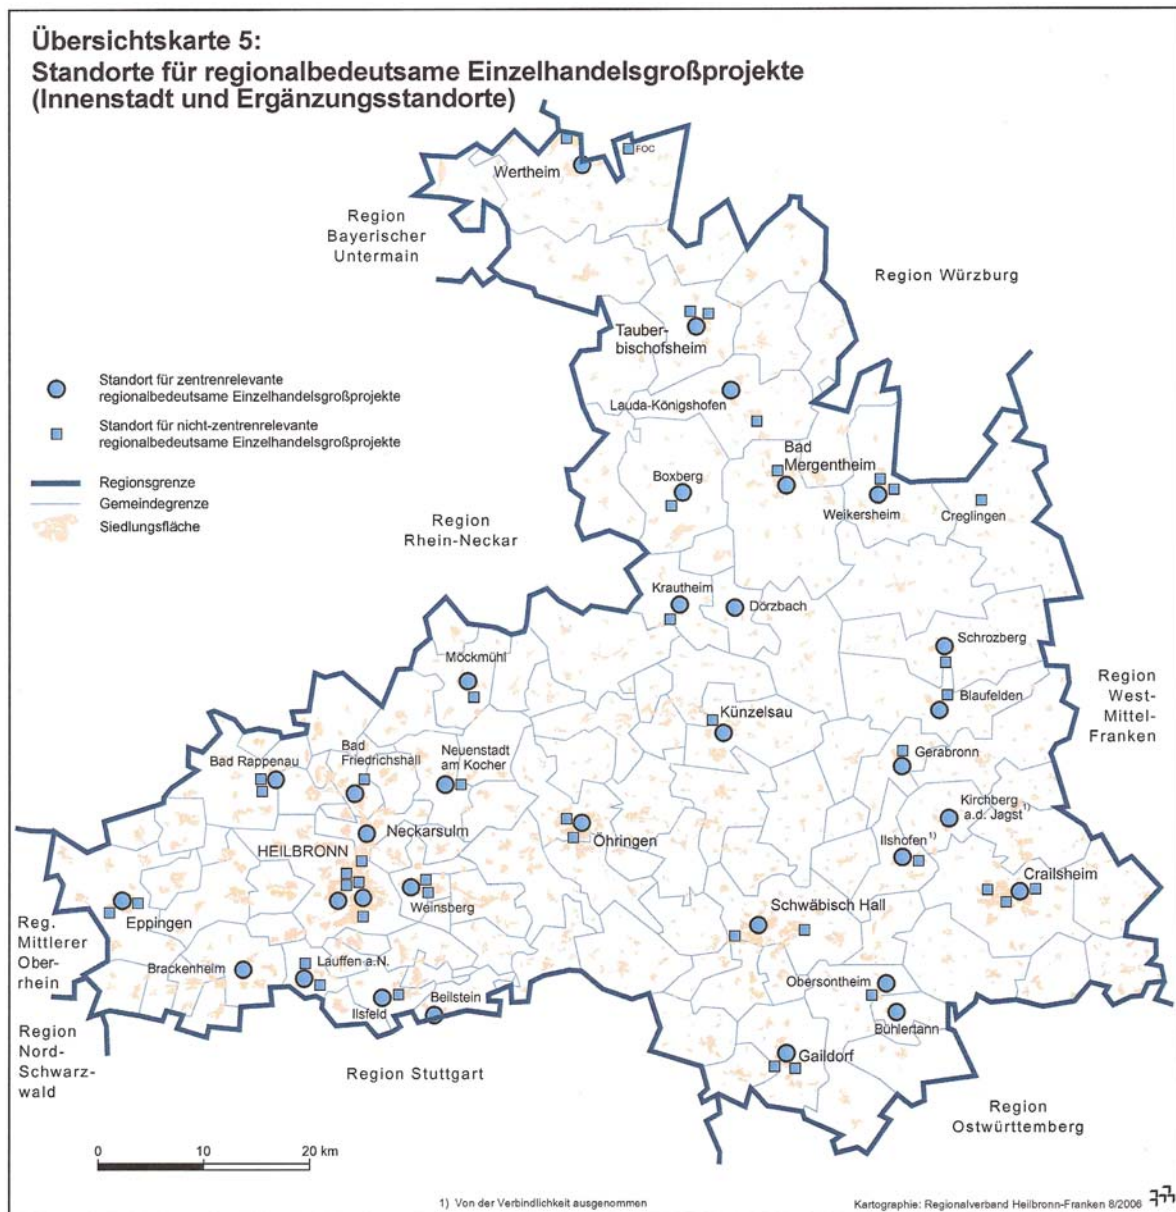 Übersichtskarte 5:
Standorte für regionalbedeutsame Einzelhandelsgroßprojekte
(Innenstadt und Ergänzungsstandorte)
FOC
Wertheim
Region
Bayerischer
Untermain
Region Würzburg
Tauber-
bischofsheim
Standort für zentrenrelevante
regionalbedeutsame Einzelhandelsgroßprojekte
Standort für nicht-zentrenrelevante
regionalbedeutsame Einzelhandelsgroßprojekte
Regionsgrenze
Gemeindegrenze
Siedlungsfläche
Lauda-Königshofen
Bad
Mergentheim
Boxberg
Weikersheim
Creglingen
Region
Rhein-Neckar
Krautheim
Dörzbach
Schrozberg
Möckmühl
Blaufelden
Region
West-
Mittel-
Franken
Künzelsau
Gerabronn
Bad Rappenau
Bad
Friedrichshall
Neuenstadt
am Kocher
Kirchberg
a.d. Jagst 1)
Neckarsulm
Öhringen
Ilshofen 1)
HEILBRONN
Crailsheim
Weinsberg
Schwäbisch Hall
Eppingen
Reg.
Mittlerer
Ober-
rhein
Brackenheim
Lauffen a.N.
Obersontheim
Ilsfeld
Beilstein
Bühlertann
Region
Nord-
Schwarz-
wald
Region Stuttgart
Gaildorf
Region
Ostwürttemberg
0 10 20 km
1) Von der Verbindlichkeit ausgenommen
Kartographie: Regionalverband Heilbronn-Franken 8/2006